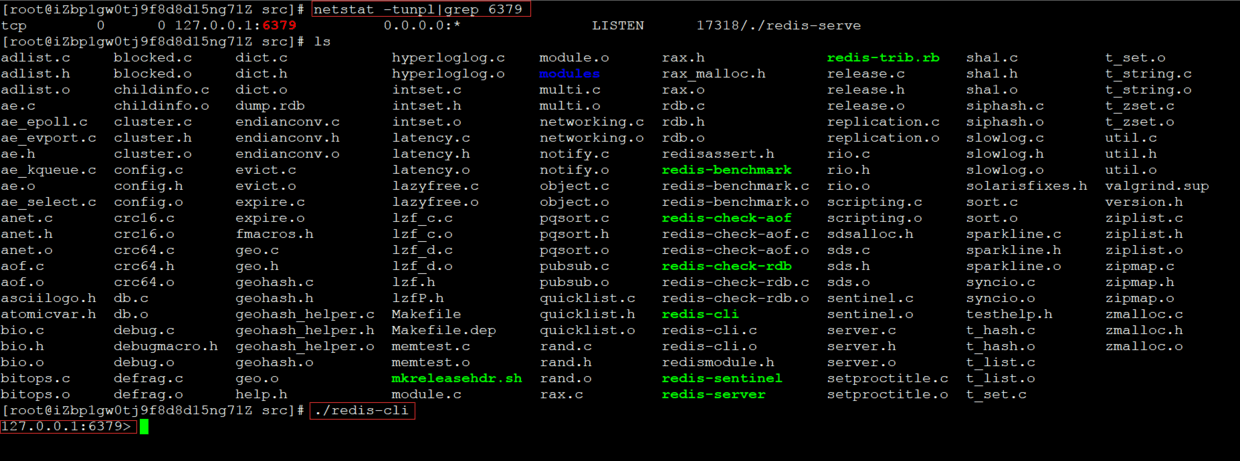 [root@iZbp1gw0tj9f8d8d15ng71Z src]# netstat -tunpl|grep 6379
tcp        0      0 127.0.0.1:6379          0.0.0.0:*               LISTEN      17318/./redis-serve
[root@iZbp1gw0tj9f8d8d15ng71Z src]# ls
adlist.c blocked.c dict.c hyperloglog.c module.o rax.h redis-trib.rb sha1.c t_set.o
adlist.h blocked.o dict.h hyperloglog.o modules rax_malloc.h release.c sha1.h t_string.c
adlist.o childinfo.c dict.o intset.c multi.c rax.o release.h sha1.o t_string.o
ae.c childinfo.o dump.rdb intset.h multi.o rdb.c release.o siphash.c t_zset.c
ae_epoll.c cluster.c endianconv.c intset.o networking.c rdb.h replication.c siphash.o t_zset.o
ae_evport.c cluster.h endianconv.h latency.c networking.o rdb.o replication.o slowlog.c util.c
ae.h cluster.o endianconv.o latency.h notify.c redisassert.h rio.c slowlog.h util.h
ae_kqueue.c config.c evict.c latency.o notify.o redis-benchmark rio.h slowlog.o util.o
ae.o config.h evict.o lazyfree.c object.c redis-benchmark.c rio.o solarisfixes.h valgrind.sup
ae_select.c config.o expire.c lazyfree.o object.o redis-benchmark.o scripting.c sort.c version.h
anet.c crc16.c expire.o lzf_c.c pqsort.c redis-check-aof scripting.o sort.o ziplist.c
anet.h crc16.o fmacros.h lzf_c.o pqsort.h redis-check-aof.c sdsalloc.h sparkline.c ziplist.h
anet.o crc64.c geo.c lzf_d.c pqsort.o redis-check-aof.o sds.c sparkline.h ziplist.o
aof.c crc64.h geo.h lzf_d.o pubsub.c redis-check-rdb sds.h sparkline.o zipmap.c
aof.o crc64.o geohash.c lzf.h pubsub.o redis-check-rdb.c sds.o syncio.c zipmap.h
asciilogo.h db.c geohash.h lzfP.h quicklist.c redis-check-rdb.o sentinel.c syncio.o zipmap.o
atomicvar.h db.o geohash_helper.c Makefile quicklist.h redis-cli sentinel.o testhelp.h zmalloc.c
bio.c debug.c geohash_helper.h Makefile.dep quicklist.o redis-cli.c server.c t_hash.c zmalloc.h
bio.h debugmacro.h geohash_helper.o memtest.c rand.c redis-cli.o server.h t_hash.o zmalloc.o
bio.o debug.o geohash.o memtest.o rand.h redismodule.h server.o t_list.c
bitops.c defrag.c geo.o mkreleasehdr.sh rand.o redis-sentinel setproctitle.c t_list.o
bitops.o defrag.o help.h module.c rax.c redis-server setproctitle.o t_set.c
[root@iZbp1gw0tj9f8d8d15ng71Z src]# ./redis-cli
127.0.0.1:6379>